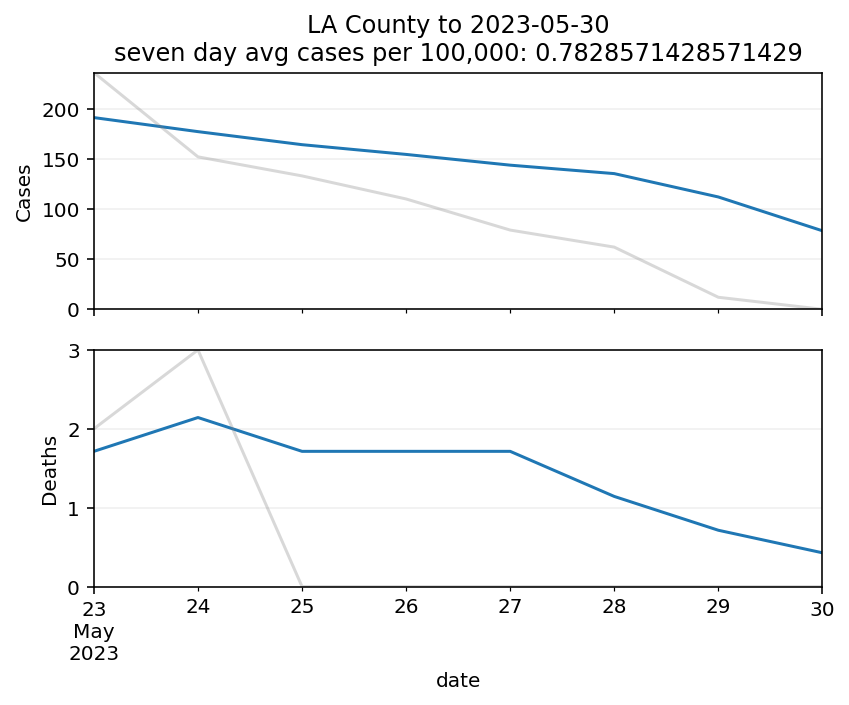 LA County to 2023-05-30
seven day avg cases per 100,000: 0.7828571428571429
200
150
100
50
0
Cases
3
2
1
0
Deaths
23 24 25 26 27 28 29 30
May
2023
date